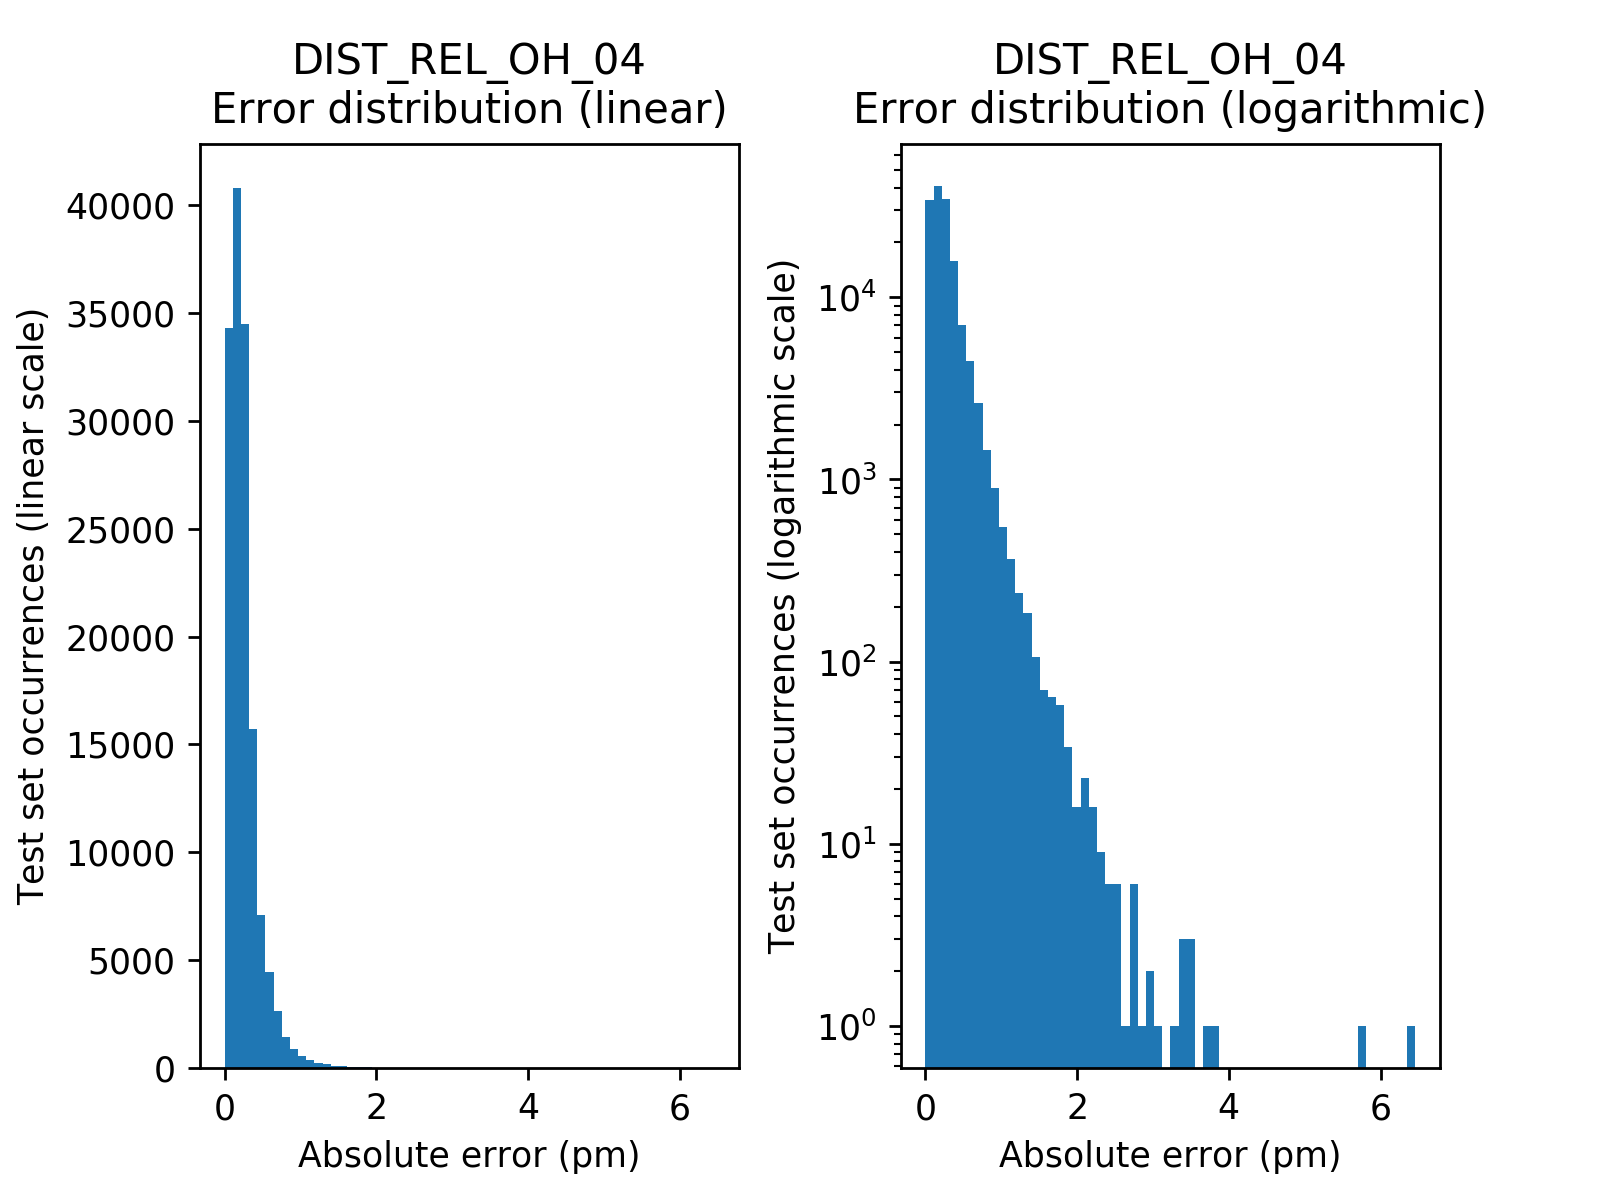 DIST_REL_OH_04
Error distribution (linear)
Test set occurrences (linear scale)
40000
35000
30000
25000
20000
15000
10000
5000
0
0 2 4 6
Absolute error (pm)
DIST_REL_OH_04
Error distribution (logarithmic)
Test set occurrences (logarithmic scale)
10⁴
10³
10²
10¹
10⁰
0 2 4 6
Absolute error (pm)